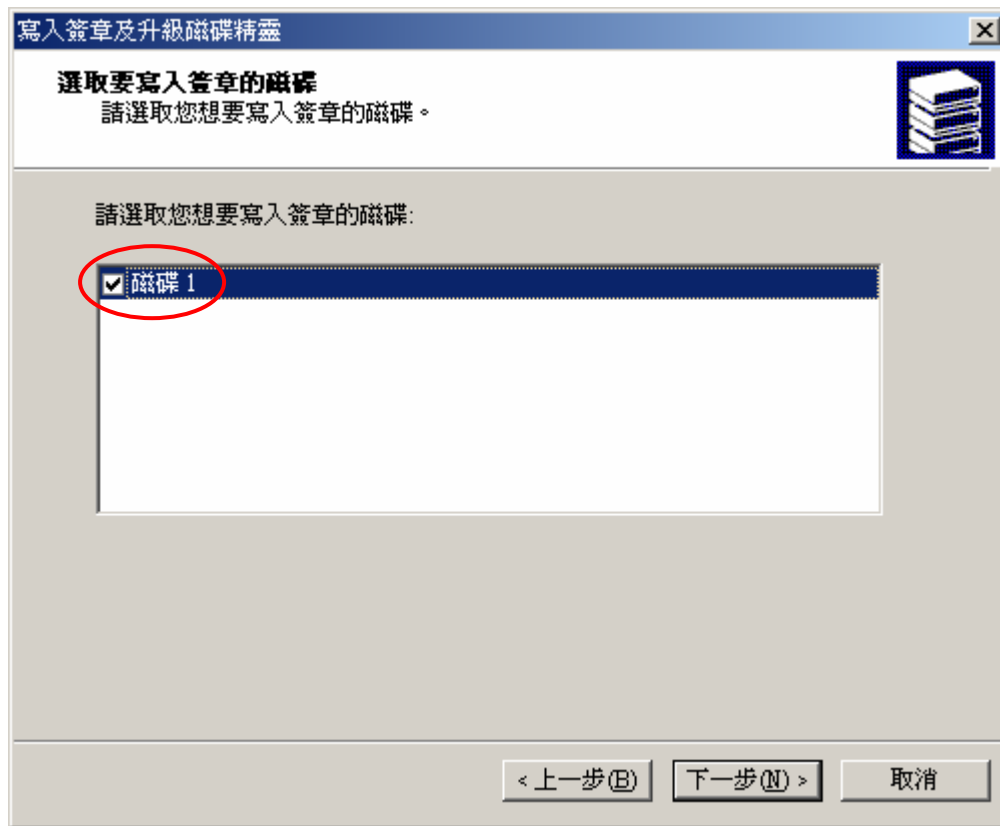 寫入簽章及升級磁碟精靈
選取要寫入簽章的磁碟
請選取您想要寫入簽章的磁碟。
請選取您想要寫入簽章的磁碟:
磁碟 1
<上一步(B)
下一步(N)>
取消